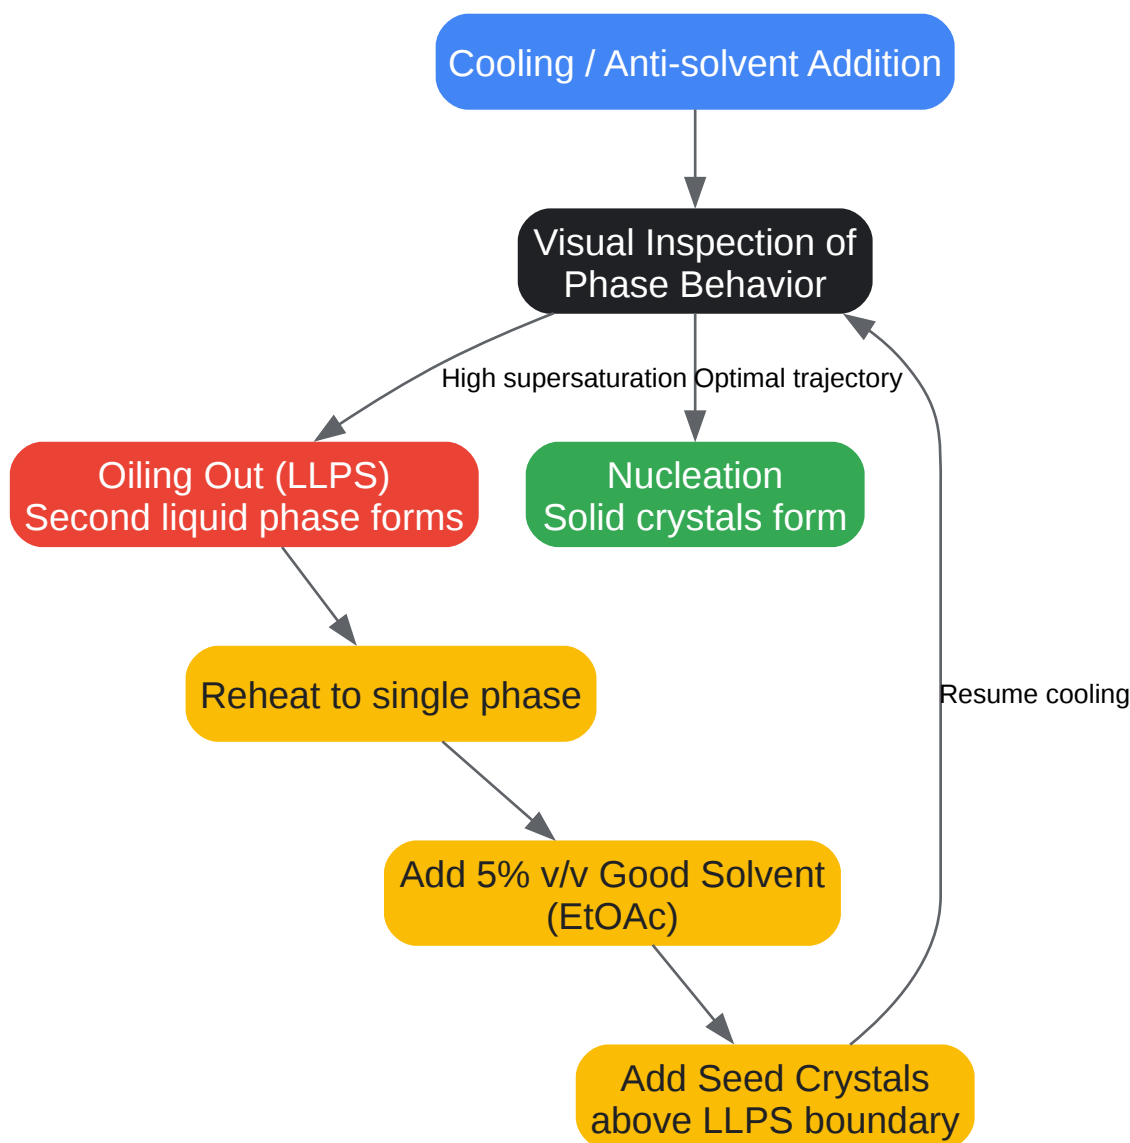 Cooling / Anti-solvent Addition
Visual Inspection of
Phase Behavior
High supersaturation
Optimal trajectory
Oiling Out (LLPS)
Second liquid phase forms
Nucleation
Solid crystals form
Reheat to single phase
Resume cooling
Add 5% v/v Good Solvent
(EtOAc)
Add Seed Crystals
above LLPS boundary